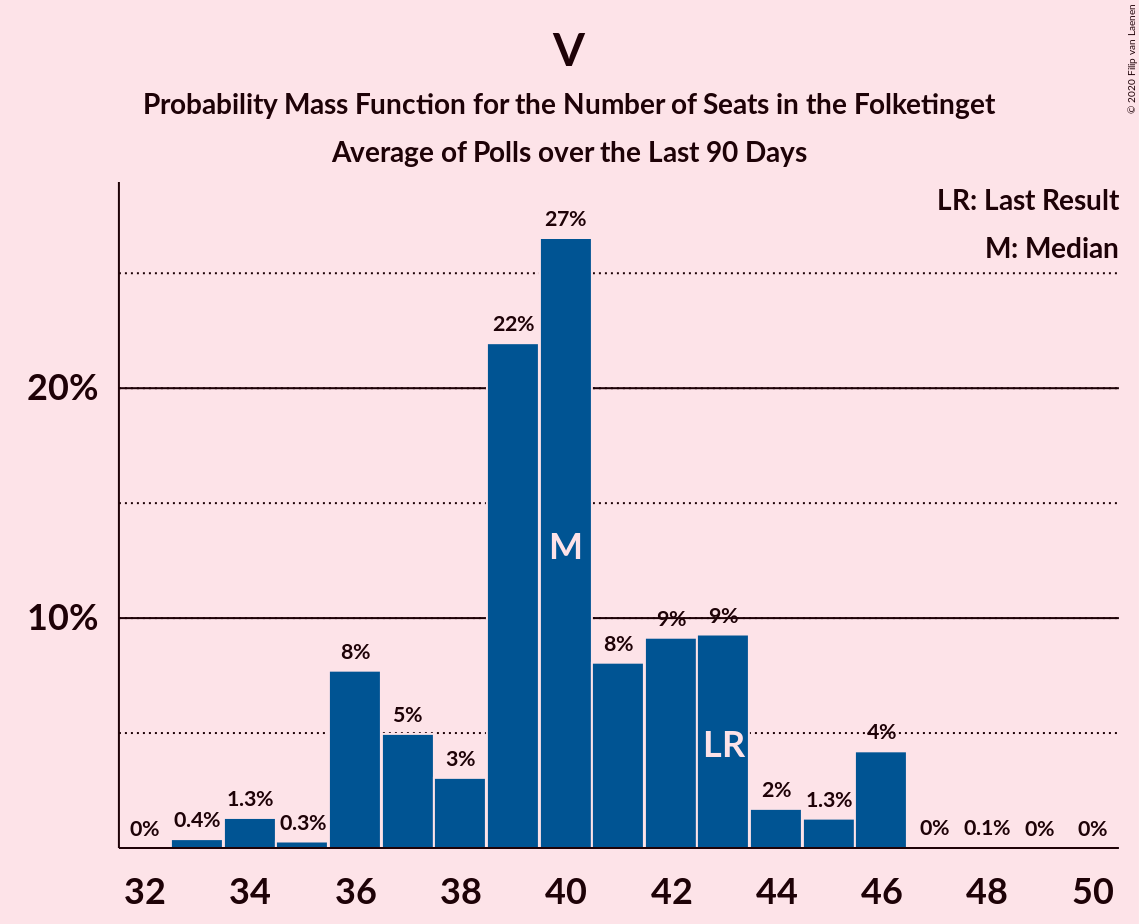 V
Probability Mass Function for the Number of Seats in the Folketinget
Average of Polls over the Last 90 Days
© 2020 Filip van Laenen
LR: Last Result
M: Median
20%
10%
0%
0.4%
1.3%
0.3%
8%
5%
3%
22%
27%
8%
9%
9%
2%
1.3%
4%
0%
0.1%
0%
0%
M
LR
32 34 36 38 40 42 44 46 48 50